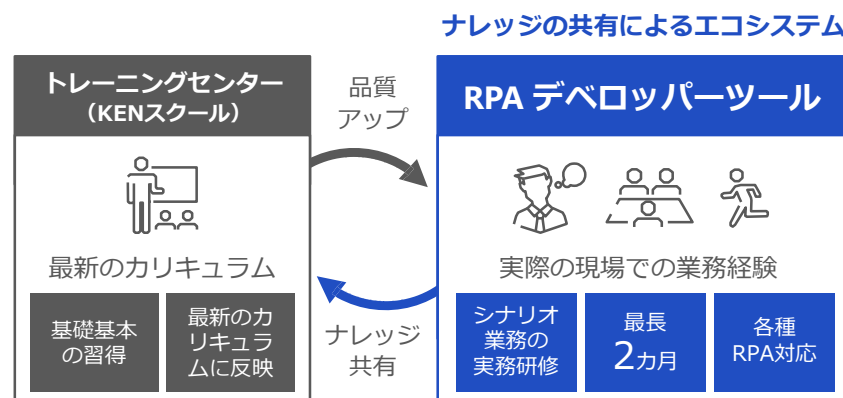 ナレッジの共有によるエコシステム
トレーニングセンター
（KENスクール）
品質
アップ
RPA デベロッパーツール
最新のカリキュラム
実際の現場での業務経験
基礎基本
の習得
最新のカ
リキュラ
ムに反映
ナレッジ
共有
シナリオ
業務の
実務研修
最長
2カ月
各種
RPA対応